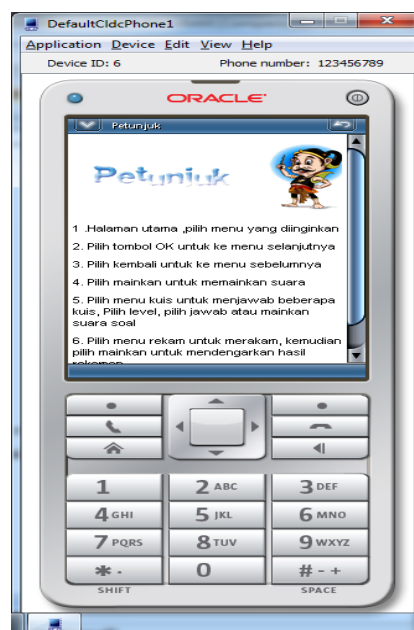 DefaultCldcPhone1
Application Device Edit View Help
Device ID: 6 Phone number: 123456789
ORACLE
Petunjuk
Petunjuk
1 .Halaman utama ,pilih menu yang diinginkan
2. Pilih tombol OK untuk ke menu selanjutnya
3. Pilih kembali untuk ke menu sebelumnya
4. Pilih mainkan untuk memainkan suara
5. Pilih menu kuis untuk menjawab beberapa
kuis, Pilih level, pilih jawab atau mainkan
suara soal
6. Pilih menu rekam untuk merakam, kemudian
pilih mainkan untuk mendengarkan hasil
1 2 ABC 3 DEF
4 GHI 5 JKL 6 MNO
7 PQRS 8 TUV 9 WXYZ
* . 0 # - +
SHIFT SPACE